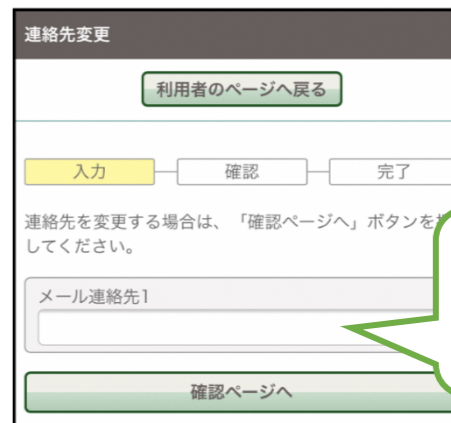 連絡先変更
利用者のページへ戻る
入力
確認
完了
連絡先を変更する場合は、「確認ページへ」ボタンを
してください。
メール連絡先1
確認ページへ